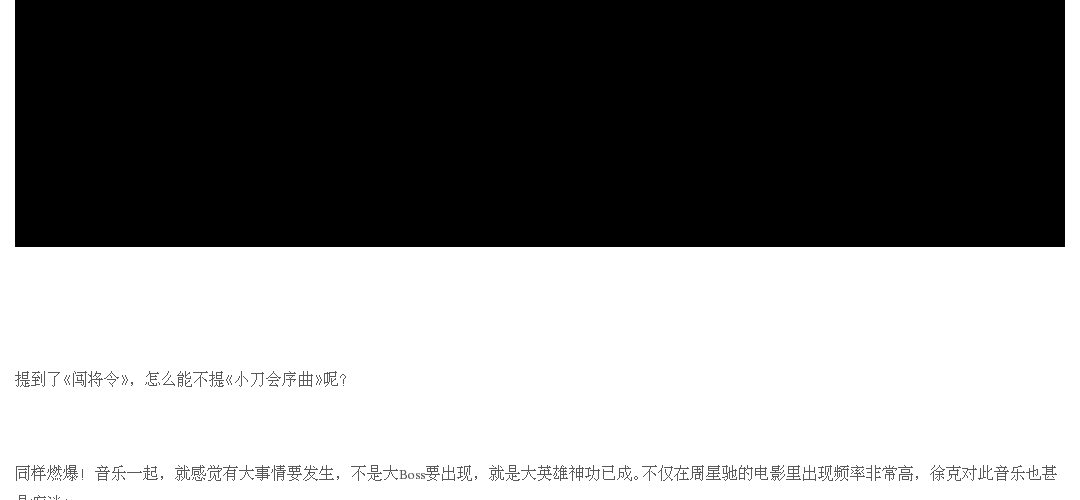 提到了《闯将令》，怎么能不提《小刀会序曲》呢？
同样燃爆！音乐一起，就感觉有大事情要发生，不是大Boss要出现，就是大英雄神功已成。不仅在周星驰的电影里出现频率非常高，徐克对此音乐也甚